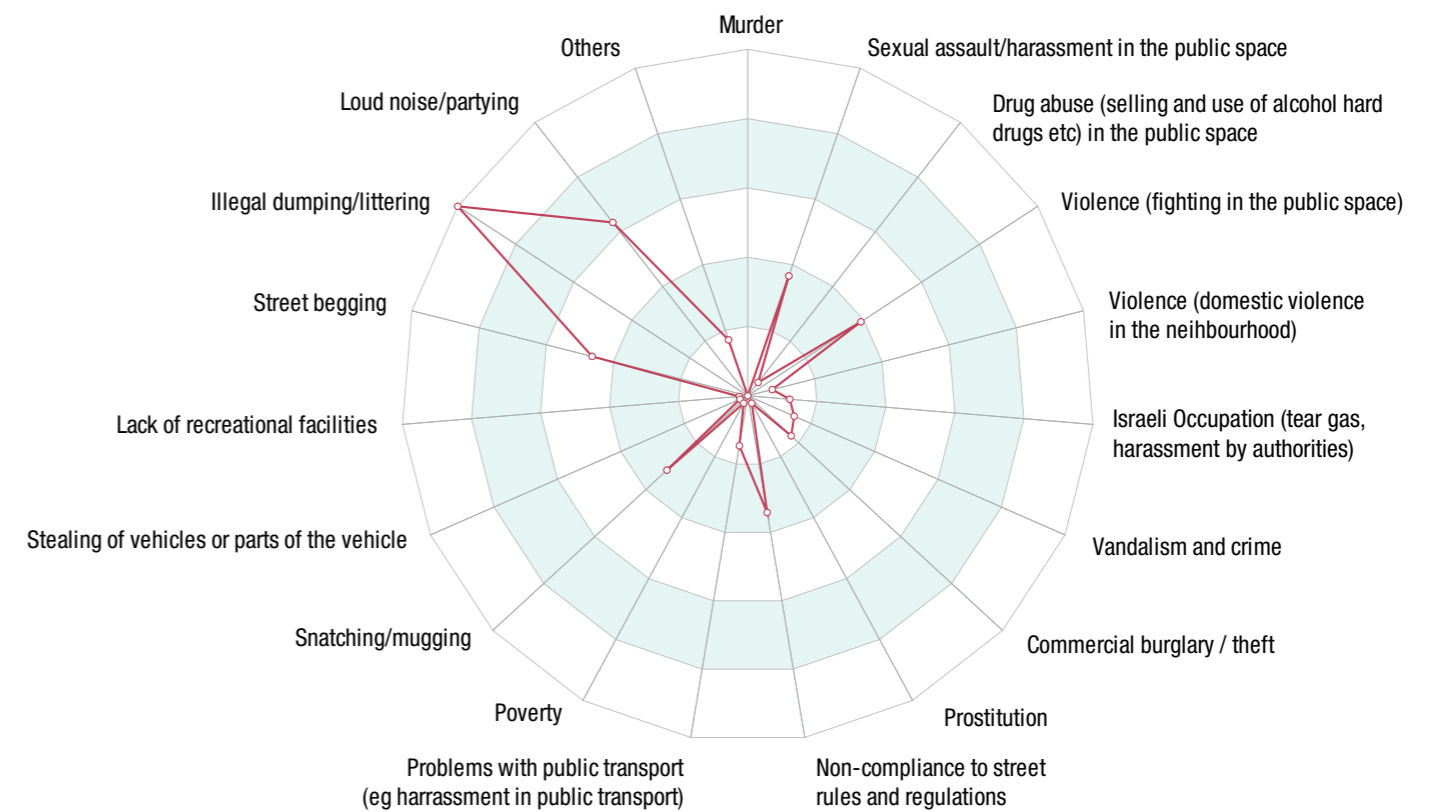 Murder
Sexual assault/harassment in the public space
Drug abuse (selling and use of alcohol hard
drugs etc) in the public space
Violence (fighting in the public space)
Violence (domestic violence
in the neihbourhood)
Israeli Occupation (tear gas,
harassment by authorities)
Vandalism and crime
Commercial burglary / theft
Prostitution
Non-compliance to street
rules and regulations
Problems with public transport
(eg harrassment in public transport)
Poverty
Snatching/mugging
Stealing of vehicles or parts of the vehicle
Lack of recreational facilities
Street begging
Illegal dumping/littering
Loud noise/partying
Others